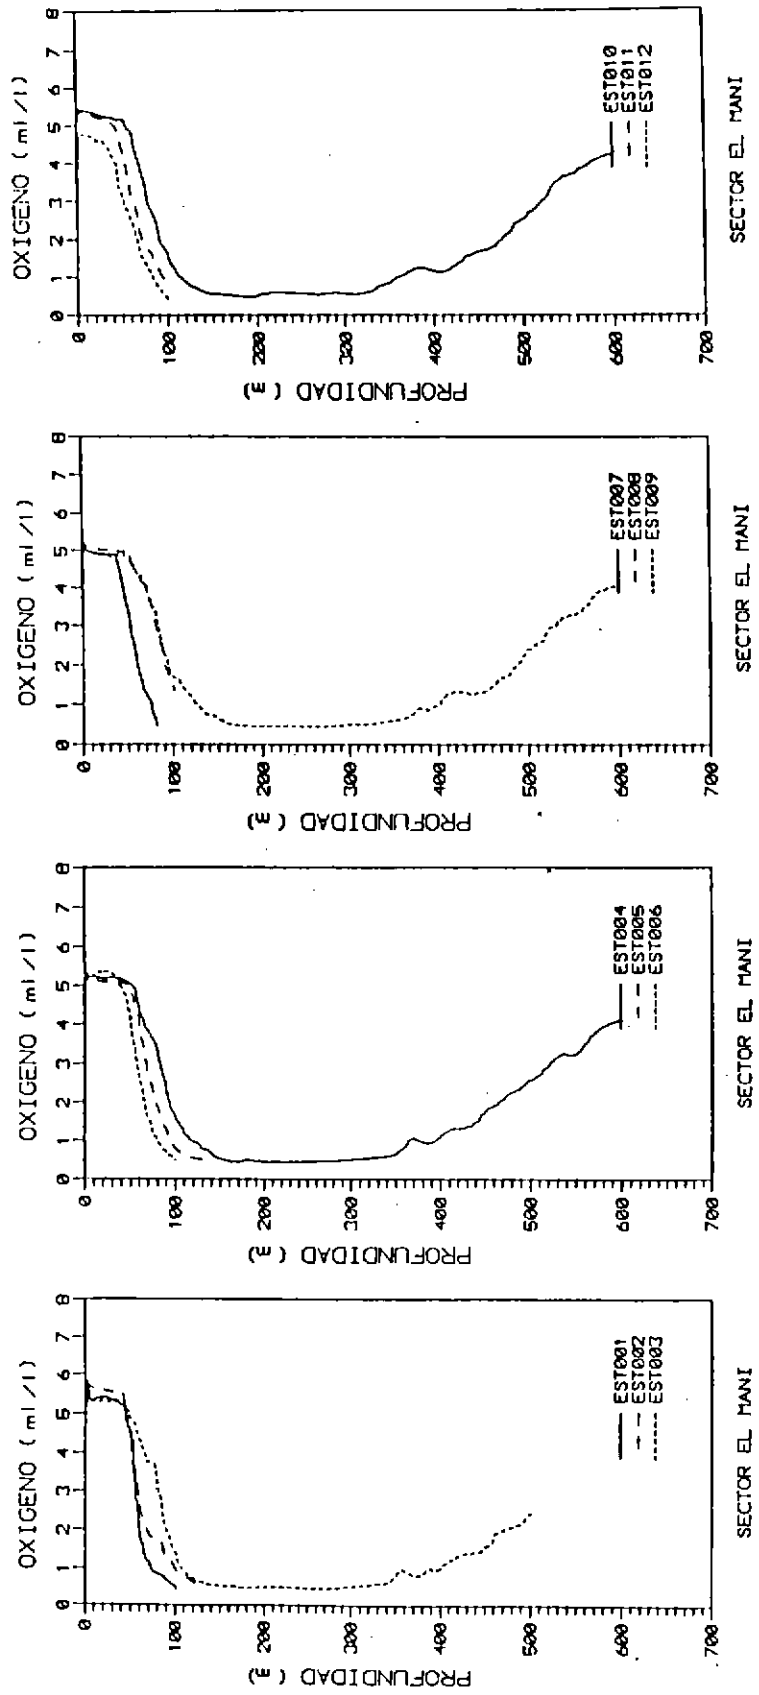 OXIGENO (ml/l)
0 1 2 3 4 5 6 7 8
PROFUNDIDAD (m)
0
100
200
300
400
500
600
700
EST001
EST002
EST003
SECTOR EL MANI
OXIGENO (ml/l)
0 1 2 3 4 5 6 7 8
PROFUNDIDAD (m)
0
100
200
300
400
500
600
700
EST004
EST005
EST006
SECTOR EL MANI
OXIGENO (ml/l)
0 1 2 3 4 5 6 7 8
PROFUNDIDAD (m)
0
100
200
300
400
500
600
700
EST007
EST008
EST009
SECTOR EL MANI
OXIGENO (ml/l)
0 1 2 3 4 5 6 7 8
PROFUNDIDAD (m)
0
100
200
300
400
500
600
700
EST010
EST011
EST012
SECTOR EL MANI